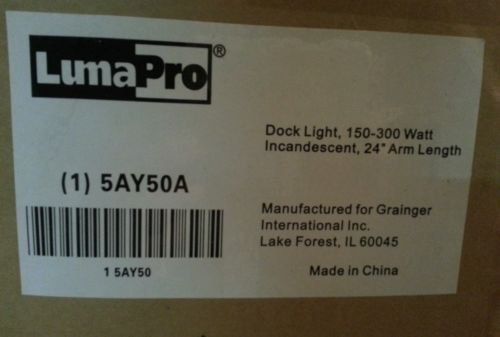 LumaPro®
Dock Light, 150-300 Watt
Incandescent, 24" Arm Length
(1) 5AY50A
Manufactured for Grainger
International Inc.
Lake Forest, IL 60045
1 5AY50
Made in China